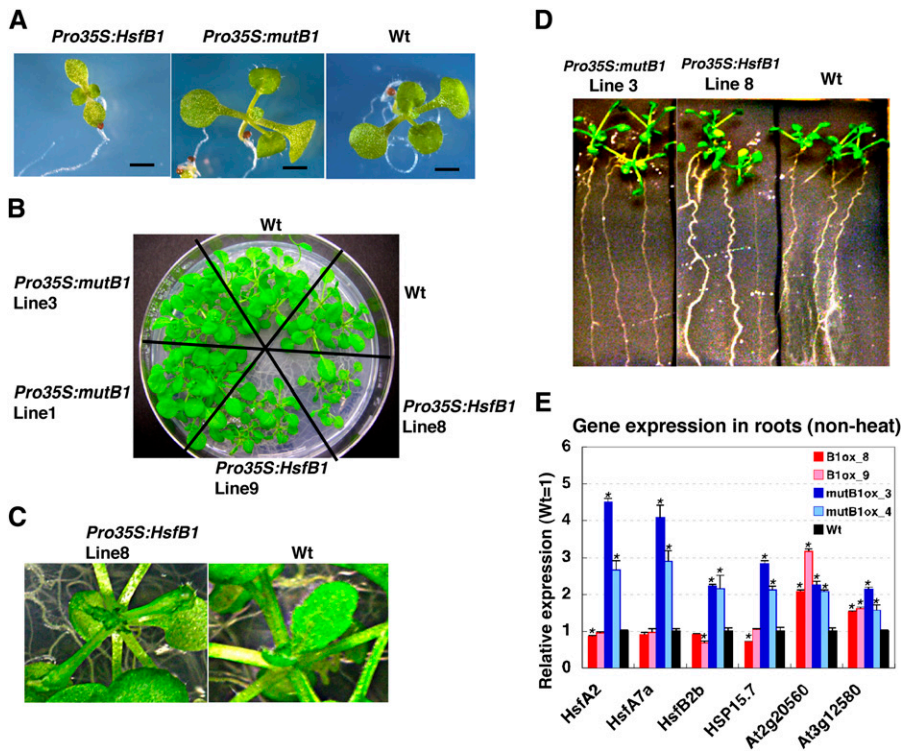 A
Pro35S:HsfB1
Pro35S:mutB1
Wt
B
Wt
Wt
Pro35S:mutB1
Line3
Pro35S:mutB1
Line1
Pro35S:HsfB1
Line8
Pro35S:HsfB1
Line9
C
Pro35S:HsfB1
Line8
Wt
D
Pro35S:mutB1
Line 3
Pro35S:HsfB1
Line 8
Wt
E
Gene expression in roots (non-heat)
Relative expression (Wt=1)
6
5
4
3
2
1
0
B1ox_8
B1ox_9
mutB1ox_3
mutB1ox_4
Wt
* * * * * * * * * * * * * * * * * * *
HsfA2
HsfA7a
HsfB2b
HSP15.7
At2g20560
At3g12580